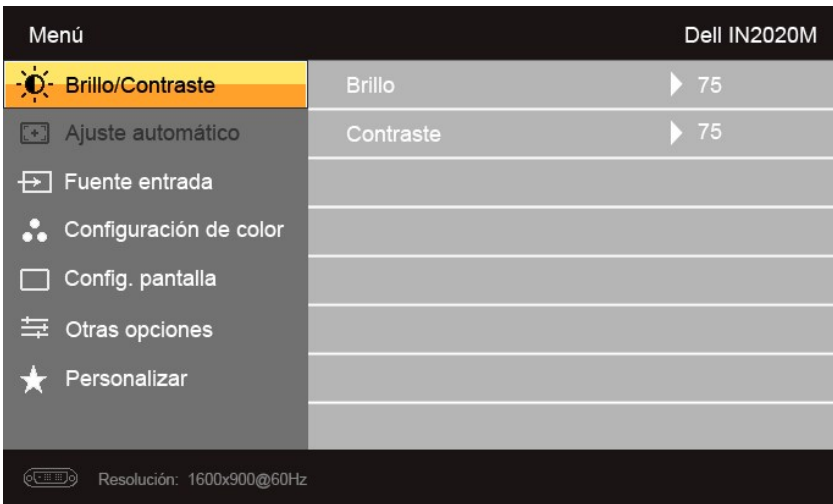 Menú Dell IN2020M
Brillo/Contraste Brillo 75
Ajuste automático Contraste 75
Fuente entrada
Configuración de color
Config. pantalla
Otras opciones
Personalizar
Resolución: 1600x900@60Hz